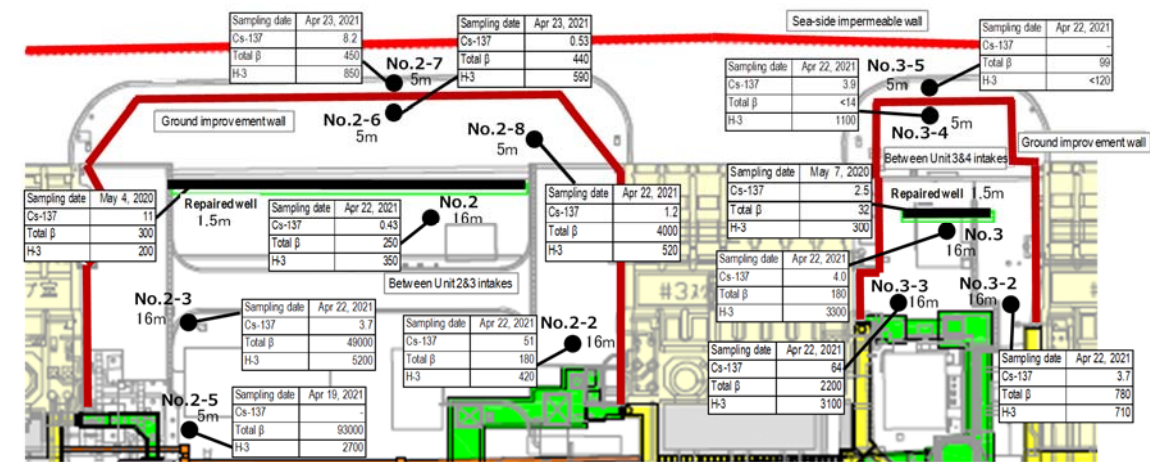 Sampling date Apr 23, 2021
Cs-137 8.2
Total β 450
H-3 850
Sampling date Apr 23, 2021
Cs-137 0.53
Total β 440
H-3 590
Sea-side impermeable wall
Sampling date Apr 22, 2021
Cs-137 -
Total β 99
H-3 <120
No.2-7
5m
No.2-6
5m
Ground improvement wall
No.2-8
5m
Sampling date Apr 22, 2021
Cs-137 3.9
Total β <14
H-3 1100
No.3-5
5m
5m
No.3-4
Ground improvement wall
Between Unit 3&4 intakes
Sampling date May 4, 2020
Cs-137 11
Total β 300
H-3 200
Repaired well
1.5m
Sampling date Apr 22, 2021
Cs-137 0.43
Total β 250
H-3 350
No.2
16m
Sampling date Apr 22, 2021
Cs-137 1.2
Total β 4000
H-3 520
Sampling date May 7, 2020
Cs-137 2.5
Total β 32
H-3 300
Repaired well 1.5m
No.3
16m
Between Unit 2&3 intakes
Sampling date Apr 22, 2021
Cs-137 4.0
Total β 180
H-3 3300
No.2-3
16m
Sampling date Apr 22, 2021
Cs-137 3.7
Total β 49000
H-3 5200
Sampling date Apr 22, 2021
Cs-137 51
Total β 180
H-3 420
No.2-2
16m
No.3-3
16m
No.3-2
16m
Sampling date Apr 22, 2021
Cs-137 64
Total β 2200
H-3 3100
Sampling date Apr 22, 2021
Cs-137 3.7
Total β 780
H-3 710
No.2-5
5m
Sampling date Apr 19, 2021
Cs-137 -
Total β 93000
H-3 2700